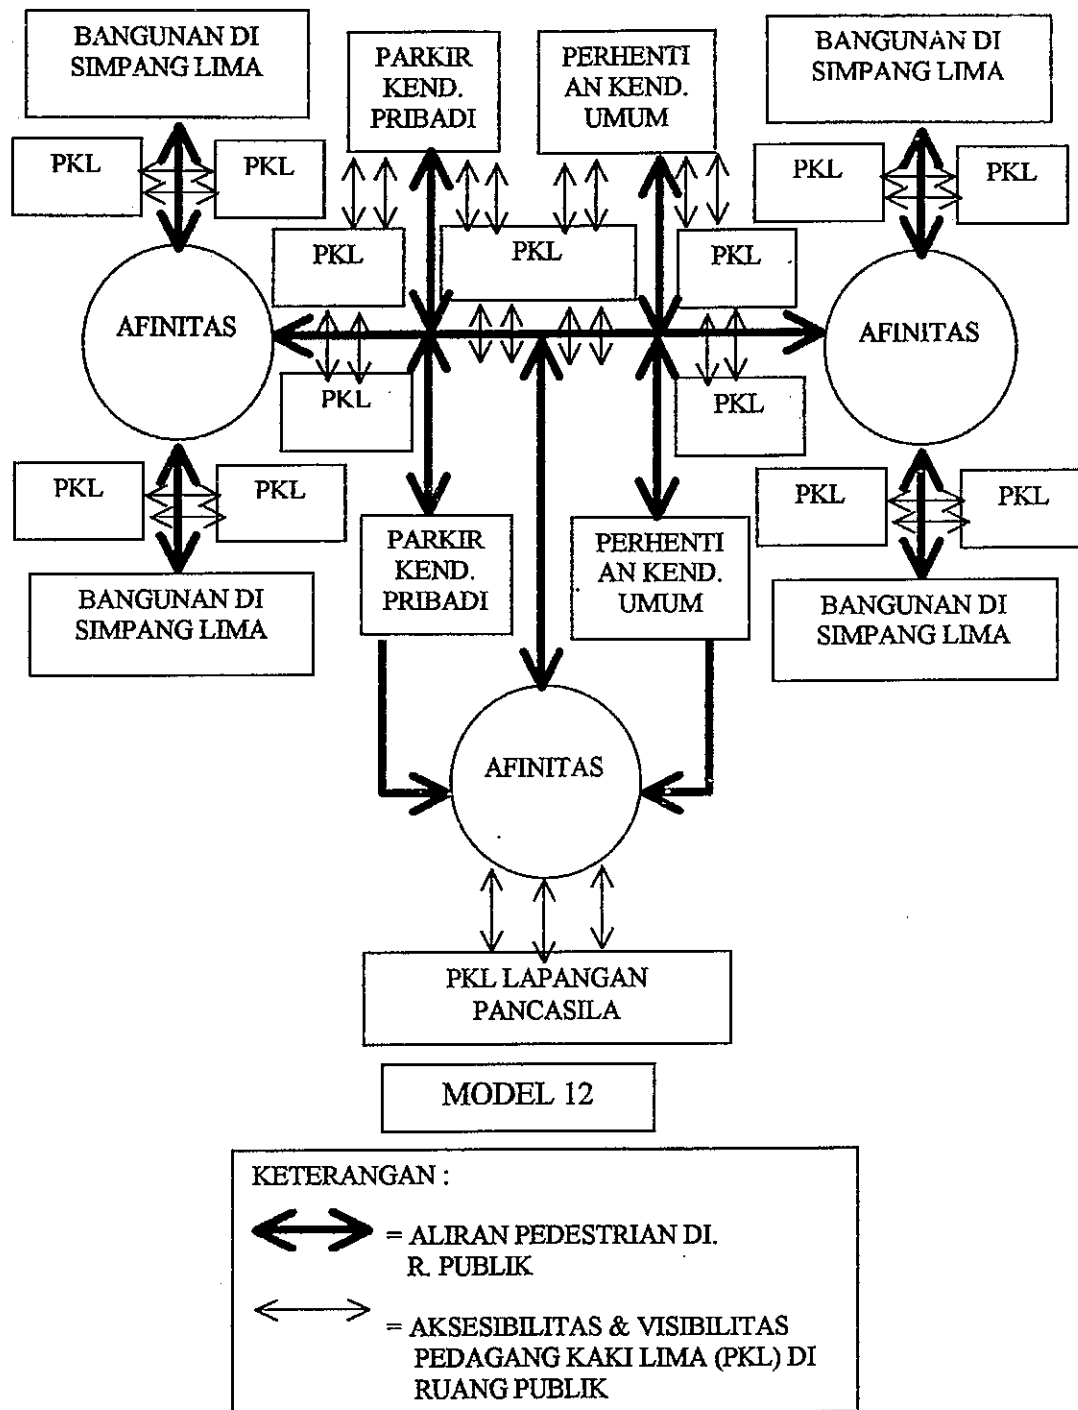 BANGUNAN DI
SIMPANG LIMA
PARKIR
KEND.
PRIBADI
PERHENTI
AN KEND.
UMUM
BANGUNAN DI
SIMPANG LIMA
PKL
PKL
PKL
PKL
PKL
PKL
PKL
AFINITAS
AFINITAS
PKL
PKL
PKL
PKL
PKL
PKL
PARKIR
KEND.
PRIBADI
PERHENTI
AN KEND.
UMUM
BANGUNAN DI
SIMPANG LIMA
BANGUNAN DI
SIMPANG LIMA
AFINITAS
PKL LAPANGAN
PANCASILA
MODEL 12
KETERANGAN :
= ALIRAN PEDESTRIAN DI.
R. PUBLIK
= AKSESIBILITAS & VISIBILITAS
PEDAGANG KAKI LIMA (PKL) DI
RUANG PUBLIK